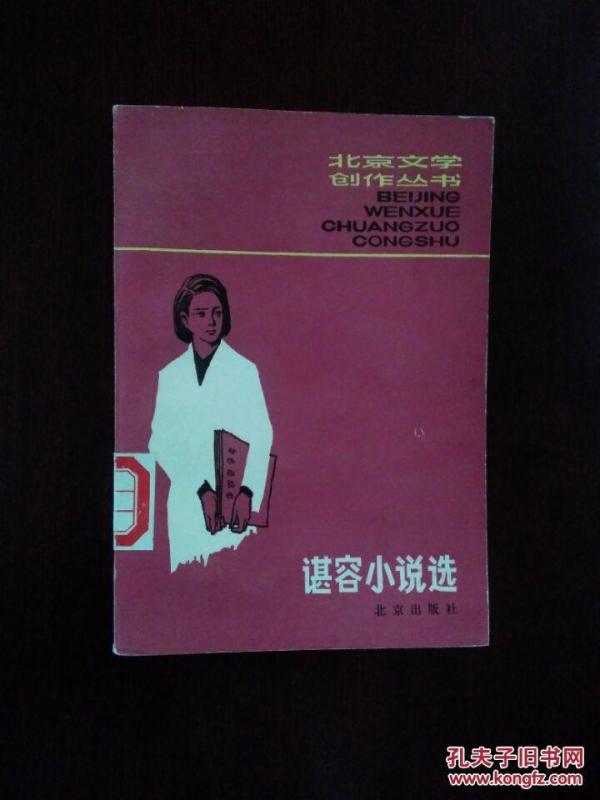 北京文学
创作丛书
BEIJING
WENXUE
CHUANGZUO
CONGSHU
谌容小说选
北京出版社
孔夫子旧书网
www.kongfz.com